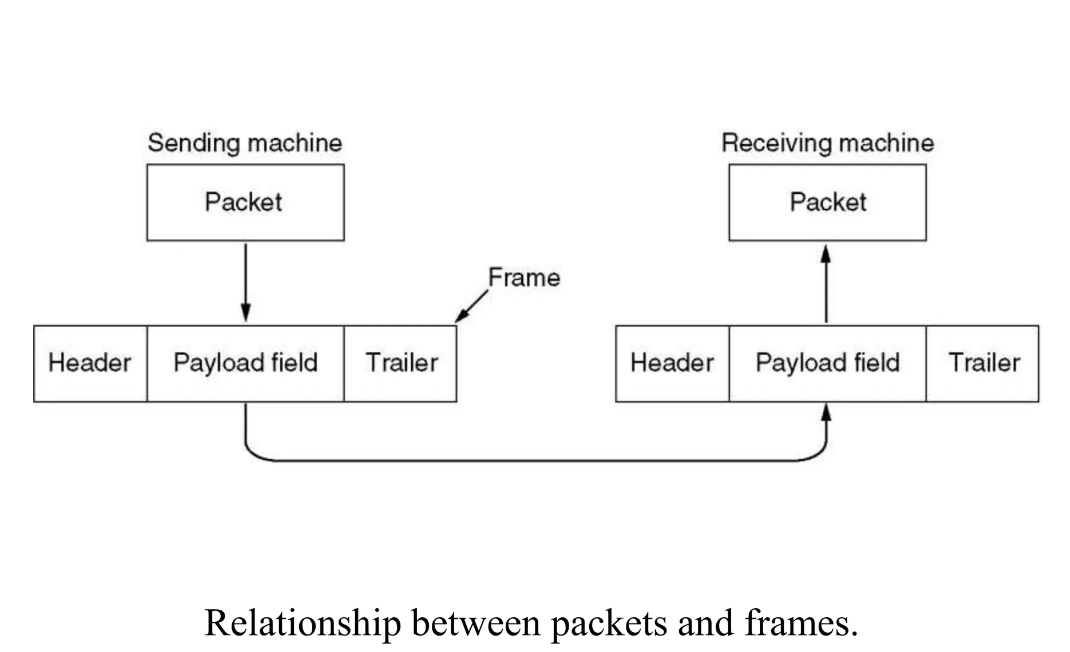 Sending machine
Receiving machine
Packet
Packet
Frame
Header
Payload field
Trailer
Header
Payload field
Trailer
Relationship between packets and frames.